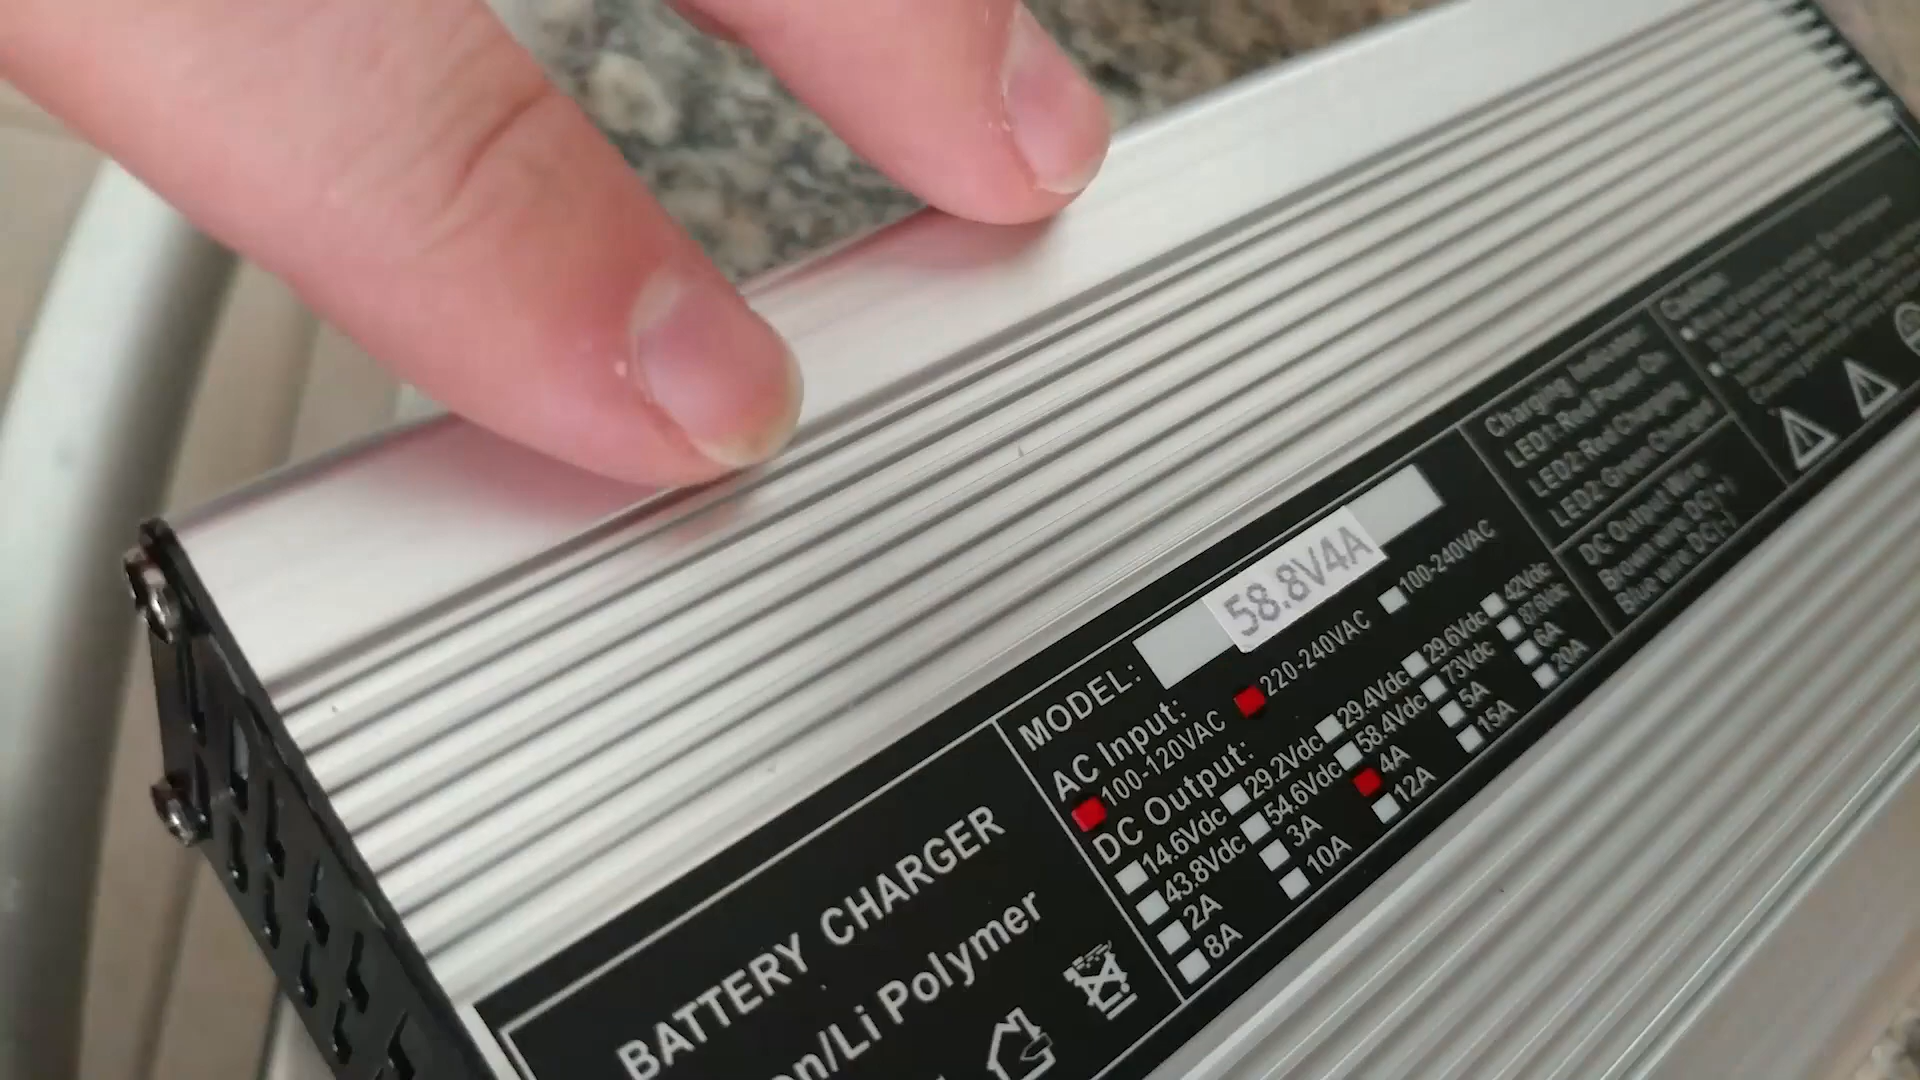 BATTERY CHARGER
on/Li Polymer
MODEL: 58.8V4A
AC Input:
100-120VAC 220-240VAC 100-240VAC
DC Output:
14.6Vdc 29.2Vdc 29.4Vdc 29.6Vdc 42Vdc
43.8Vdc 54.6Vdc 58.4Vdc 73Vdc
2A 3A 4A 5A 6A
8A 10A 12A 15A 20A
Charging Indicator
LED1: Red Power On
LED2: Red Charging
LED2: Green Charged
DC Output Wire
Brown wire: DC(+)
Blue wire: DC(-)